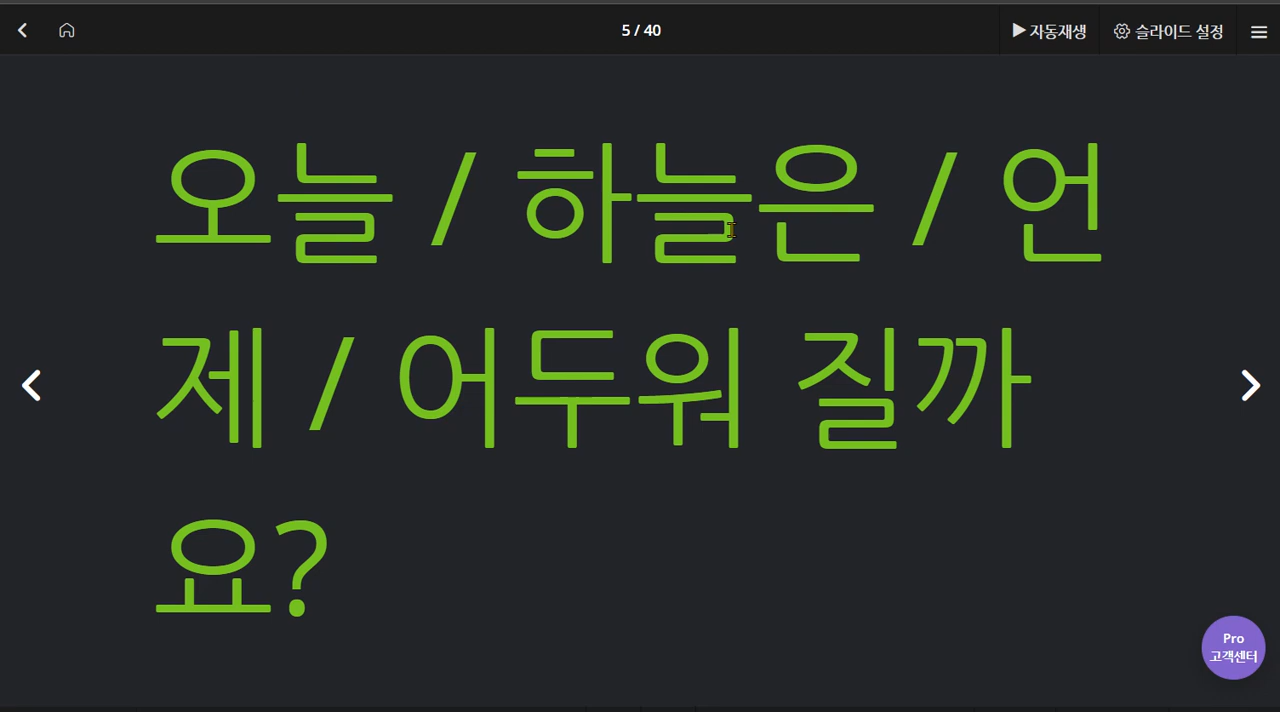 5 / 40
▶ 자동재생
슬라이드 설정
오늘 / 하늘은 / 언
제 / 어두워 질까
요?
Pro
고객센터